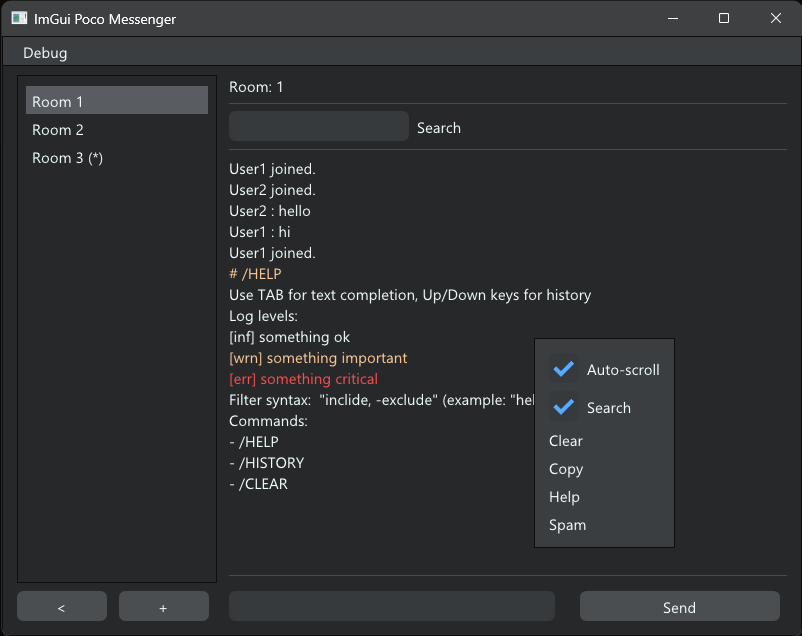 ImGui Poco Messenger
Debug
Room 1
Room 2
Room 3 (*)
Room: 1
Search
User1 joined.
User2 joined.
User2 : hello
User1 : hi
User1 joined.
# /HELP
Use TAB for text completion, Up/Down keys for history
Log levels:
[inf] something ok
[wrn] something important
[err] something critical
Filter syntax:  "inclide, -exclude" (example: "hel
Commands:
- /HELP
- /HISTORY
- /CLEAR
Auto-scroll
Search
Clear
Copy
Help
Spam
<
+
Send